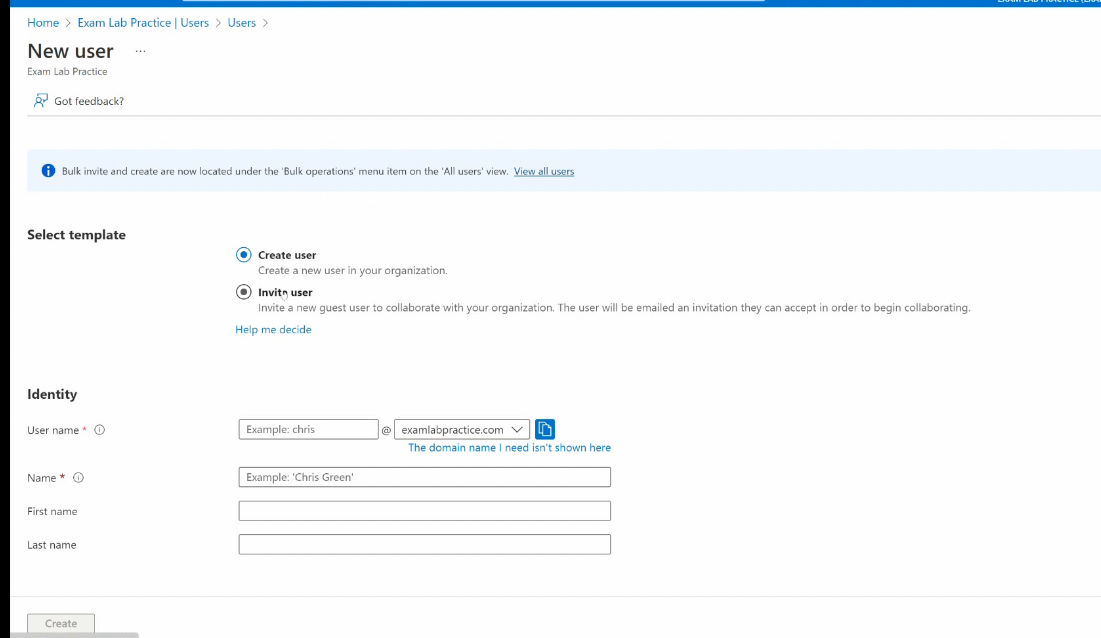 Home > Exam Lab Practice | Users > Users >
New user ...
Exam Lab Practice
Got feedback?
Bulk invite and create are now located under the 'Bulk operations' menu item on the 'All users' view. View all users
Select template
Create user
Create a new user in your organization.
Invite user
Invite a new guest user to collaborate with your organization. The user will be emailed an invitation they can accept in order to begin collaborating.
Help me decide
Identity
User name * Example: chris @ examlabpractice.com
The domain name I need isn't shown here
Name * Example: 'Chris Green'
First name
Last name
Create